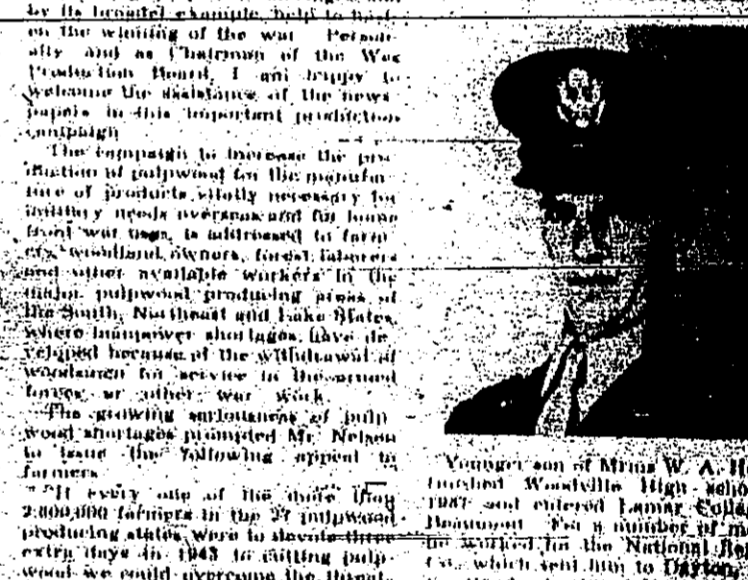 by its example, help to
on the winning of the war. Person-
ally and as Chairman of the War
Production Board, I am happy to
welcome the assistance of the news-
papers in this important production
campaign
The campaign to increase the pro-
duction of pulpwood for the manufac-
ture of products vitally necessary for
military needs overseas and for home
front war uses, is addressed to farm-
ers, woodland owners, forest laborers
and other available workers in the
major pulpwood producing areas of
the South, Northeast and Lake States,
where manpower shortages have de-
veloped because of the withdrawal of
woodsmen for service in the armed
forces or other war work.
The growing seriousness of pulp-
wood shortages prompted Mr. Nelson
to issue the following appeal to
farmers
"If every one of the more than
farmers in the 27 pulpwood
producing states were to devote three
extra days in 1943 to cutting pulp-
wood we could overcome the threat
Younger son of W. A. H
finished Woodville High scho
1937 and entered Lamar Colle
Beaumont For a number of m
he worked for the National
Co., which sent him to Dayton,